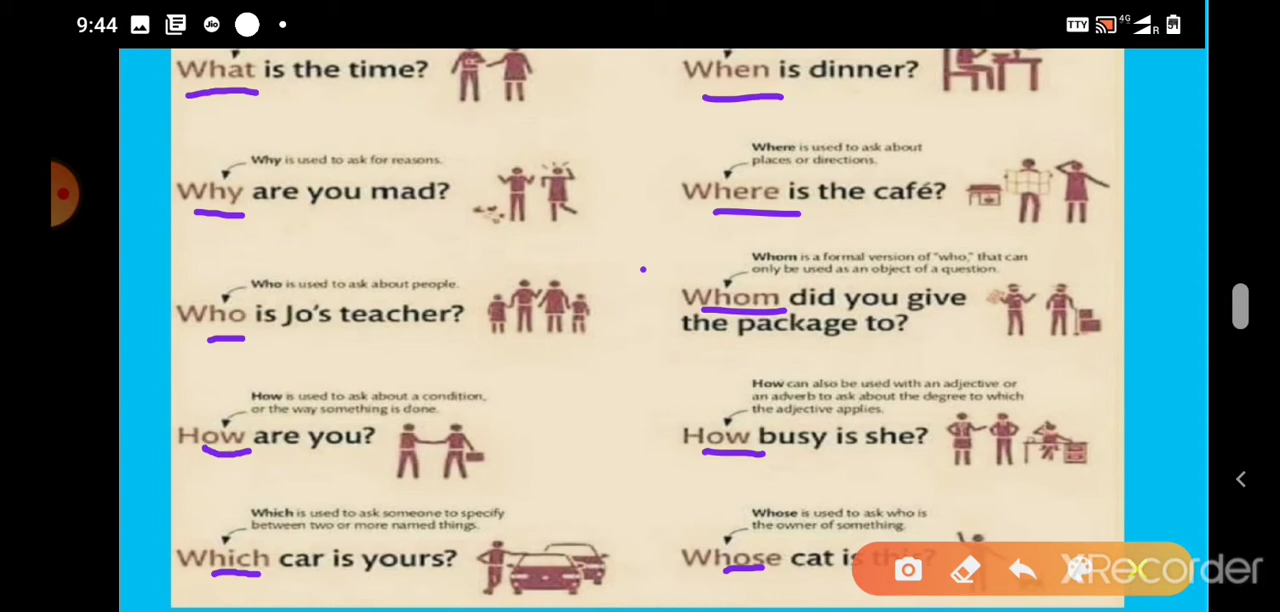 9:44
Jio
TTY
4G
R
What is the time?
When is dinner?
Why is used to ask for reasons.
Why are you mad?
Where is used to ask about
places or directions.
Where is the café?
Who is used to ask about people.
Who is Jo's teacher?
Whom is a formal version of "who," that can
only be used as an object of a question.
Whom did you give
the package to?
How is used to ask about a condition,
or the way something is done.
How are you?
How can also be used with an adjective or
an adverb to ask about the degree to which
the adjective applies.
How busy is she?
Which is used to ask someone to specify
between two or more named things.
Which car is yours?
Whose is used to ask who is
the owner of something.
Whose cat is this?
XRecorder